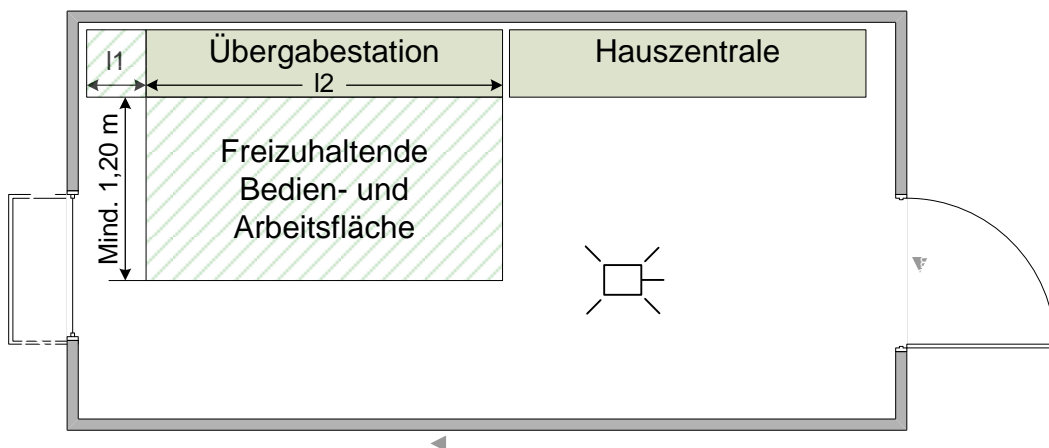 Übergabestation
Hauszentrale
l1
l2
Mind. 1,20 m
Freizuhaltende
Bedien- und
Arbeitsfläche